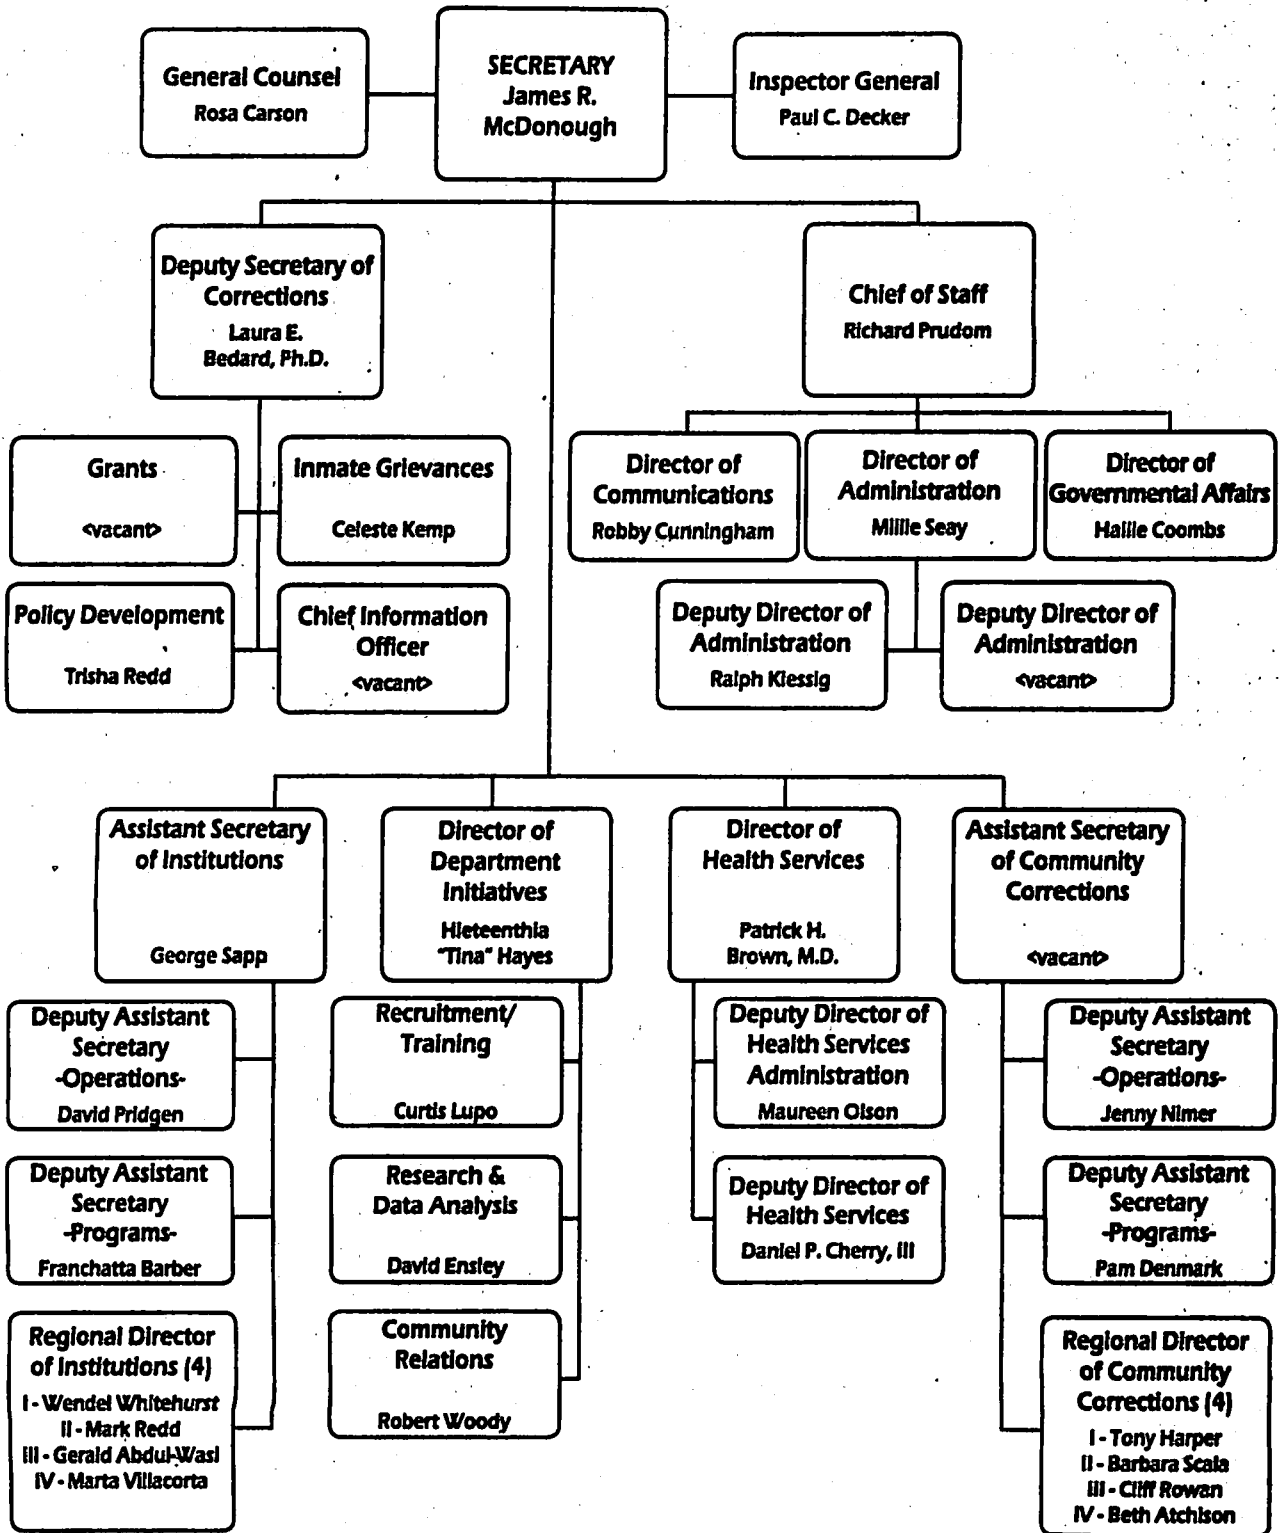 General Counsel
Rosa Carson
SECRETARY
James R.
McDonough
Inspector General
Paul C. Decker
Deputy Secretary of
Corrections
Laura E.
Bedard, Ph.D.
Chief of Staff
Richard Prudom
Grants
<vacant>
Inmate Grievances
Celeste Kemp
Director of
Communications
Robby Cunningham
Director of
Administration
Millie Seay
Director of
Governmental Affairs
Hallie Coombs
Policy Development
Trisha Redd
Chief Information
Officer
<vacant>
Deputy Director of
Administration
Ralph Kiessig
Deputy Director of
Administration
<vacant>
Assistant Secretary
of Institutions
George Sapp
Director of
Department
Initiatives
Hieteenthia
"Tina" Hayes
Director of
Health Services
Patrick H.
Brown, M.D.
Assistant Secretary
of Community
Corrections
<vacant>
Deputy Assistant
Secretary
-Operations-
David Pridgen
Recruitment/
Training
Curtis Lupo
Deputy Director of
Health Services
Administration
Maureen Olson
Deputy Assistant
Secretary
-Operations-
Jenny Nimer
Deputy Assistant
Secretary
-Programs-
Franchatta Barber
Research &
Data Analysis
David Ensley
Deputy Director of
Health Services
Daniel P. Cherry, III
Deputy Assistant
Secretary
-Programs-
Pam Denmark
Regional Director
of Institutions (4)
I - Wendel Whitehurst
II - Mark Redd
III - Gerald Abdul-Wasi
IV - Marta Villacorta
Community
Relations
Robert Woody
Regional Director
of Community
Corrections (4)
I - Tony Harper
II - Barbara Scala
III - Cliff Rowan
IV - Beth Atchison